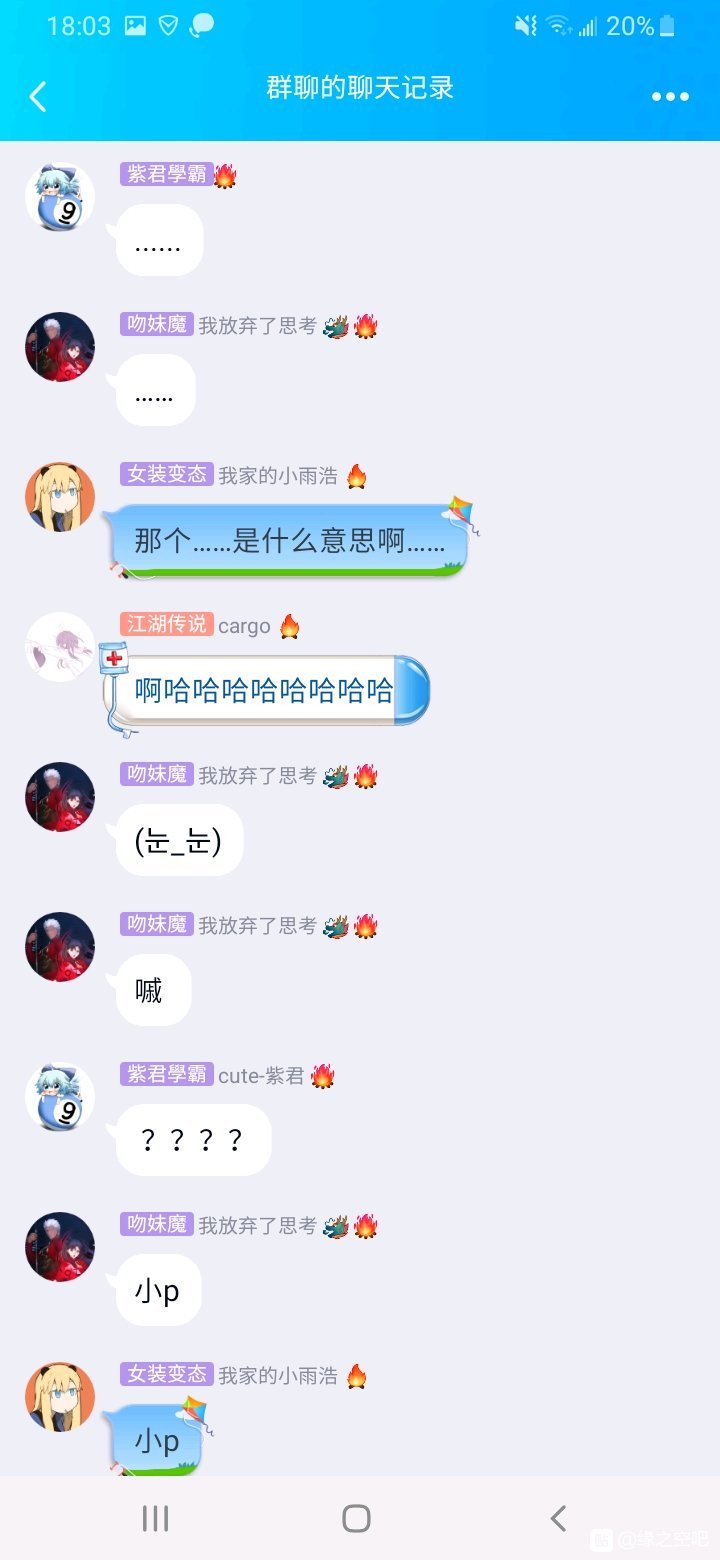 18:03
20%
群聊的聊天记录
紫君學霸
......
吻妹魔 我放弃了思考
......
女装变态 我家的小雨浩
那个......是什么意思啊......
江湖传说 cargo
啊哈哈哈哈哈哈哈哈
吻妹魔 我放弃了思考
(눈_눈)
吻妹魔 我放弃了思考
嘁
紫君學霸 cute-紫君
？？？？
吻妹魔 我放弃了思考
小p
女装变态 我家的小雨浩
小p
@缘之空吧